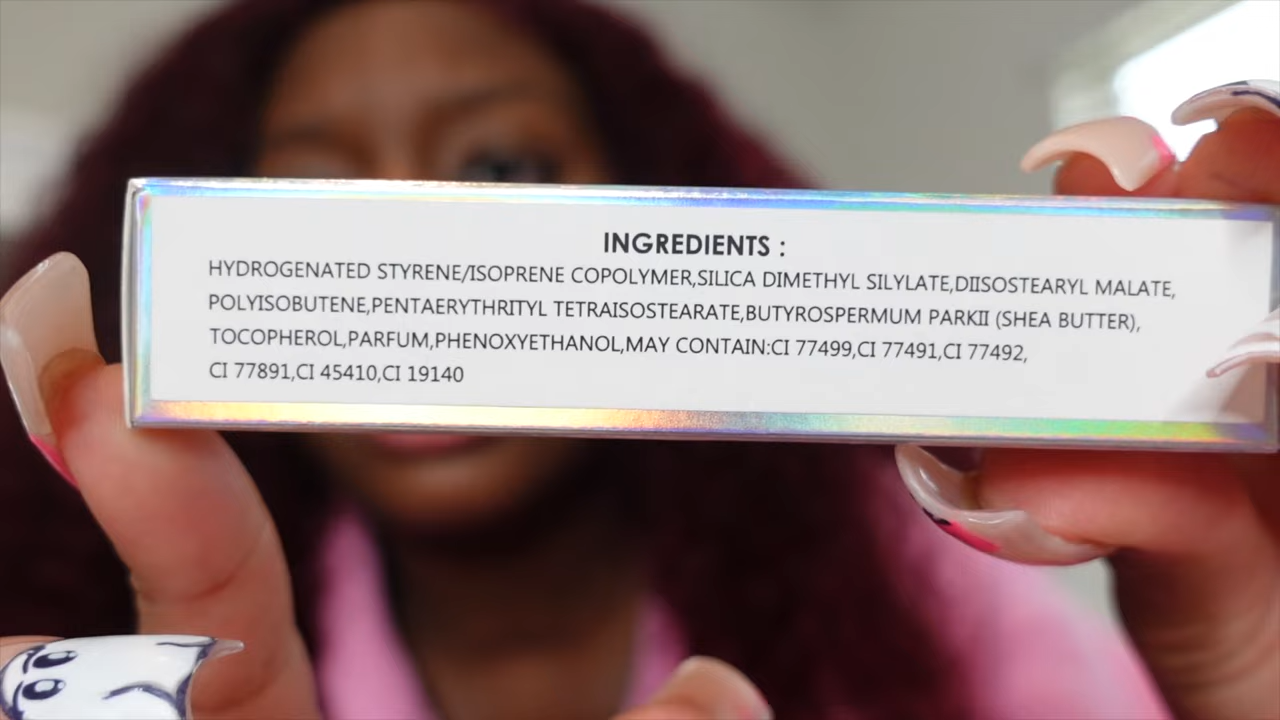 INGREDIENTS :
HYDROGENATED STYRENE/ISOPRENE COPOLYMER,SILICA DIMETHYL SILYLATE,DIISOSTEARYL MALATE,
POLYISOBUTENE,PENTAERYTHRITYL TETRAISOSTEARATE,BUTYROSPERMUM PARKII (SHEA BUTTER),
TOCOPHEROL,PARFUM,PHENOXYETHANOL,MAY CONTAIN:CI 77499,CI 77491,CI 77492,
CI 77891,CI 45410,CI 19140